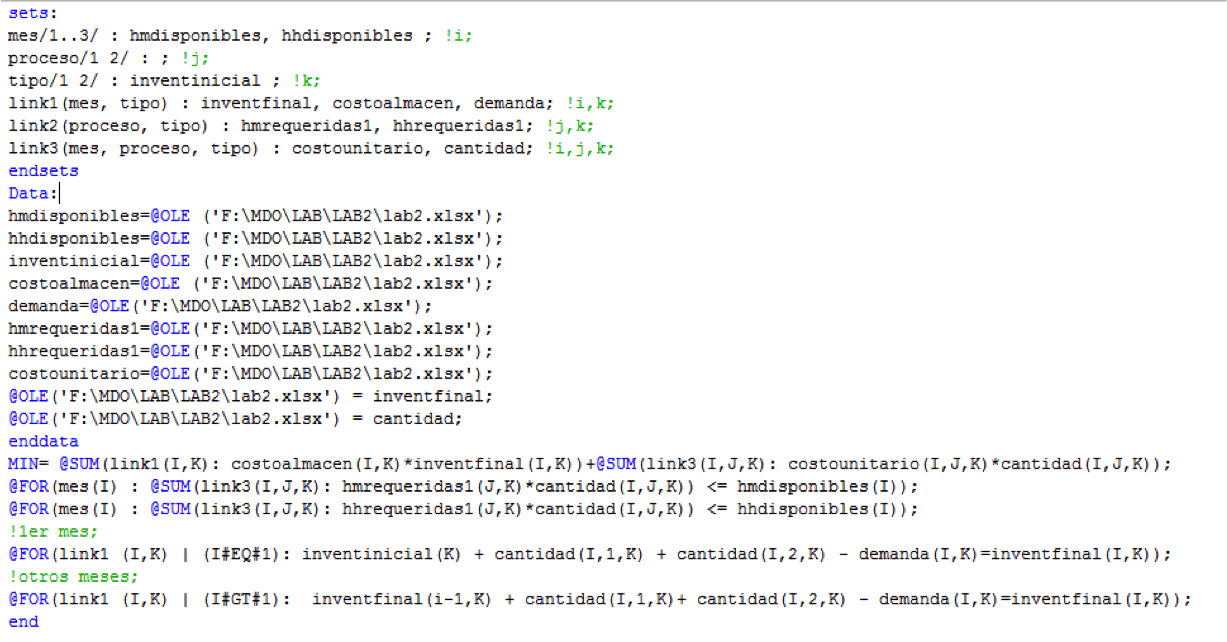 sets:
mes/1..3/ : hmdisponibles, hhdisponibles ; !i;
proceso/1 2/ : ; !j;
tipo/1 2/ : inventinicial ; !k;
link1(mes, tipo) : inventfinal, costoalmacen, demanda; !i,k;
link2(proceso, tipo) : hmrequeridas1, hhrequeridas1; !j,k;
link3(mes, proceso, tipo) : costounitario, cantidad; !i,j,k;
endsets
Data:
hmdisponibles=@OLE ('F:\MDO\LAB\LAB2\lab2.xlsx');
hhdisponibles=@OLE ('F:\MDO\LAB\LAB2\lab2.xlsx');
inventinicial=@OLE ('F:\MDO\LAB\LAB2\lab2.xlsx');
costoalmacen=@OLE ('F:\MDO\LAB\LAB2\lab2.xlsx');
demanda=@OLE('F:\MDO\LAB\LAB2\lab2.xlsx');
hmrequeridas1=@OLE('F:\MDO\LAB\LAB2\lab2.xlsx');
hhrequeridas1=@OLE('F:\MDO\LAB\LAB2\lab2.xlsx');
costounitario=@OLE('F:\MDO\LAB\LAB2\lab2.xlsx');
@OLE('F:\MDO\LAB\LAB2\lab2.xlsx') = inventfinal;
@OLE('F:\MDO\LAB\LAB2\lab2.xlsx') = cantidad;
enddata
MIN= @SUM(link1(I,K): costoalmacen(I,K)*inventfinal(I,K))+@SUM(link3(I,J,K): costounitario(I,J,K)*cantidad(I,J,K));
@FOR(mes(I) : @SUM(link3(I,J,K): hmrequeridas1(J,K)*cantidad(I,J,K)) <= hmdisponibles(I));
@FOR(mes(I) : @SUM(link3(I,J,K): hhrequeridas1(J,K)*cantidad(I,J,K)) <= hhdisponibles(I));
!1er mes;
@FOR(link1 (I,K) | (I#EQ#1): inventinicial(K) + cantidad(I,1,K) + cantidad(I,2,K) - demanda(I,K)=inventfinal(I,K));
!otros meses;
@FOR(link1 (I,K) | (I#GT#1):  inventfinal(i-1,K) + cantidad(I,1,K)+ cantidad(I,2,K) - demanda(I,K)=inventfinal(I,K));
end